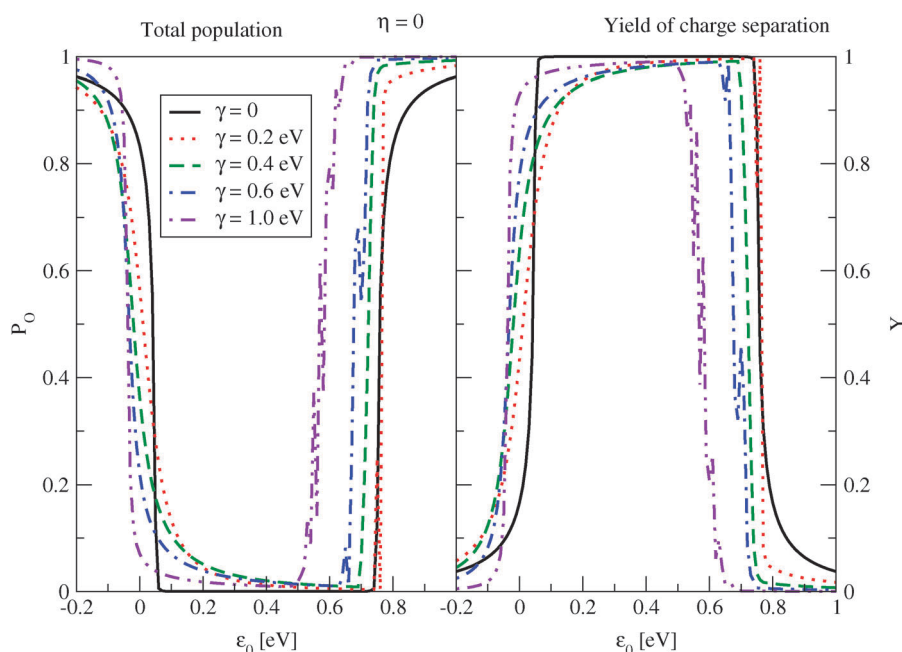 Total population
η = 0
Yield of charge separation
1
0.8
0.6
0.4
0.2
0
P_O
γ = 0
γ = 0.2 eV
γ = 0.4 eV
γ = 0.6 eV
γ = 1.0 eV
1
0.8
0.6
0.4
0.2
0
Y
-0.2 0 0.2 0.4 0.6 0.8 -0.2 0 0.2 0.4 0.6 0.8 1
ε₀ [eV]
ε₀ [eV]